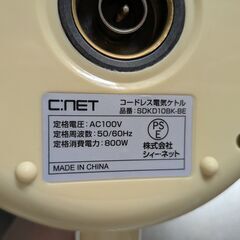 C:NET
コードレス電気ケトル
品番：SDKD10BK-BE
定格電圧：AC100V
定格周波数：50/60Hz
定格消費電力：800W
PS
E
株式会社
シィー・ネット
MADE IN CHINA